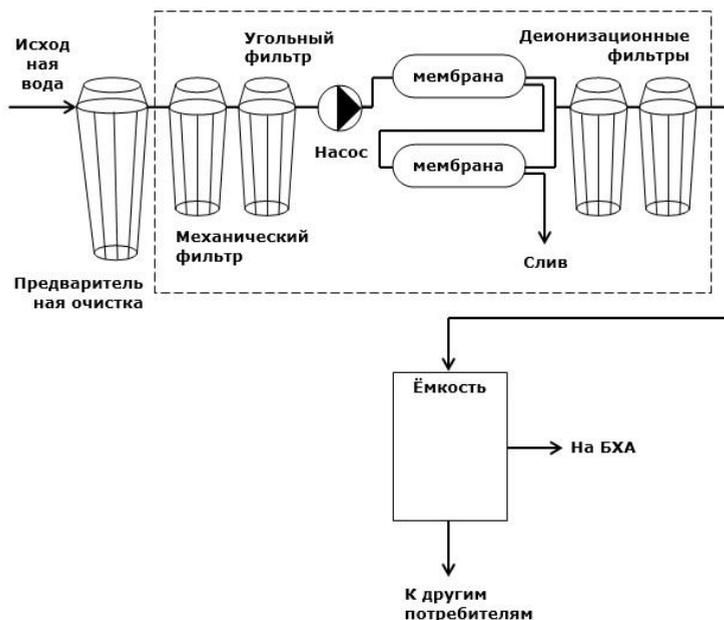 Исход
ная
вода
Угольный
фильтр
Деионизационные
фильтры
мембрана
Насос
мембрана
Механический
фильтр
Слив
Предваритель
ная очистка
Ёмкость
На БХА
К другим
потребителям